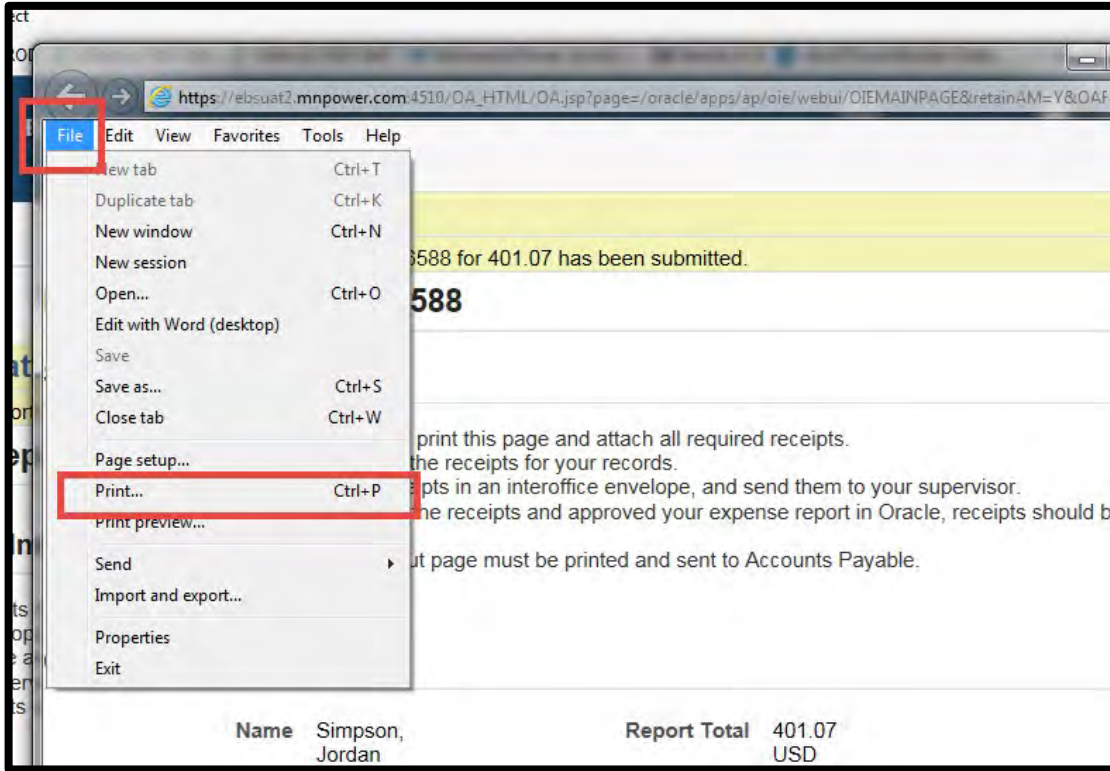 https://ebsuat2.mnpower.com:4510/OA_HTML/OA.jsp?page=/oracle/apps/ap/oie/webui/OIEMAINPAGE&retainAM=Y&OAF
File Edit View Favorites Tools Help
New tab Ctrl+T
Duplicate tab Ctrl+K
New window Ctrl+N
New session
588 for 401.07 has been submitted.
Open... Ctrl+O
588
Edit with Word (desktop)
Save
Save as... Ctrl+S
Close tab Ctrl+W
print this page and attach all required receipts.
Page setup...
the receipts for your records.
Print... Ctrl+P
pts in an interoffice envelope, and send them to your supervisor.
Print preview...
he receipts and approved your expense report in Oracle, receipts should b
Send
ut page must be printed and sent to Accounts Payable.
Import and export...
Properties
Exit
Name Simpson, Jordan
Report Total 401.07 USD